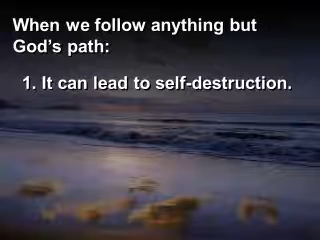 When we follow anything but
God's path:
1. It can lead to self-destruction.